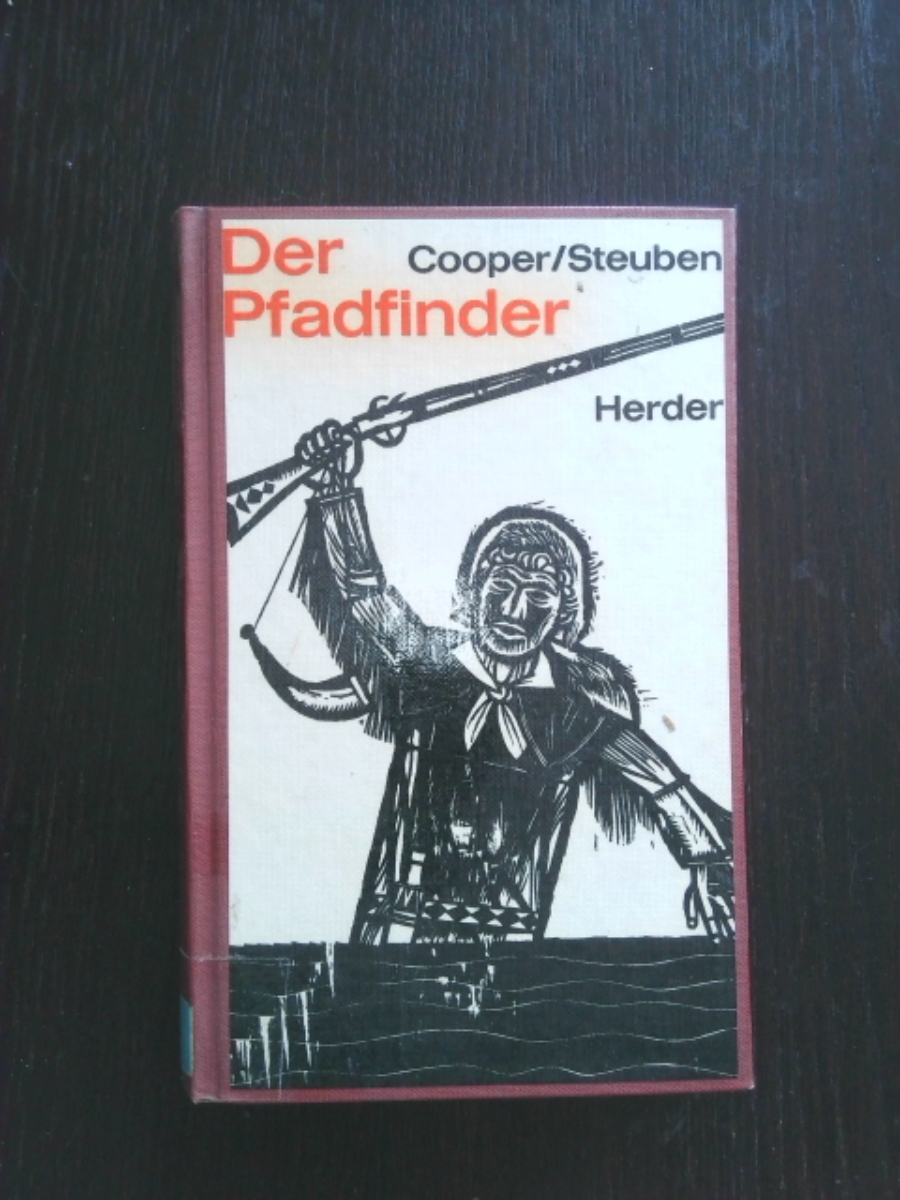 Der
Cooper/Steuben
Pfadfinder
Herder